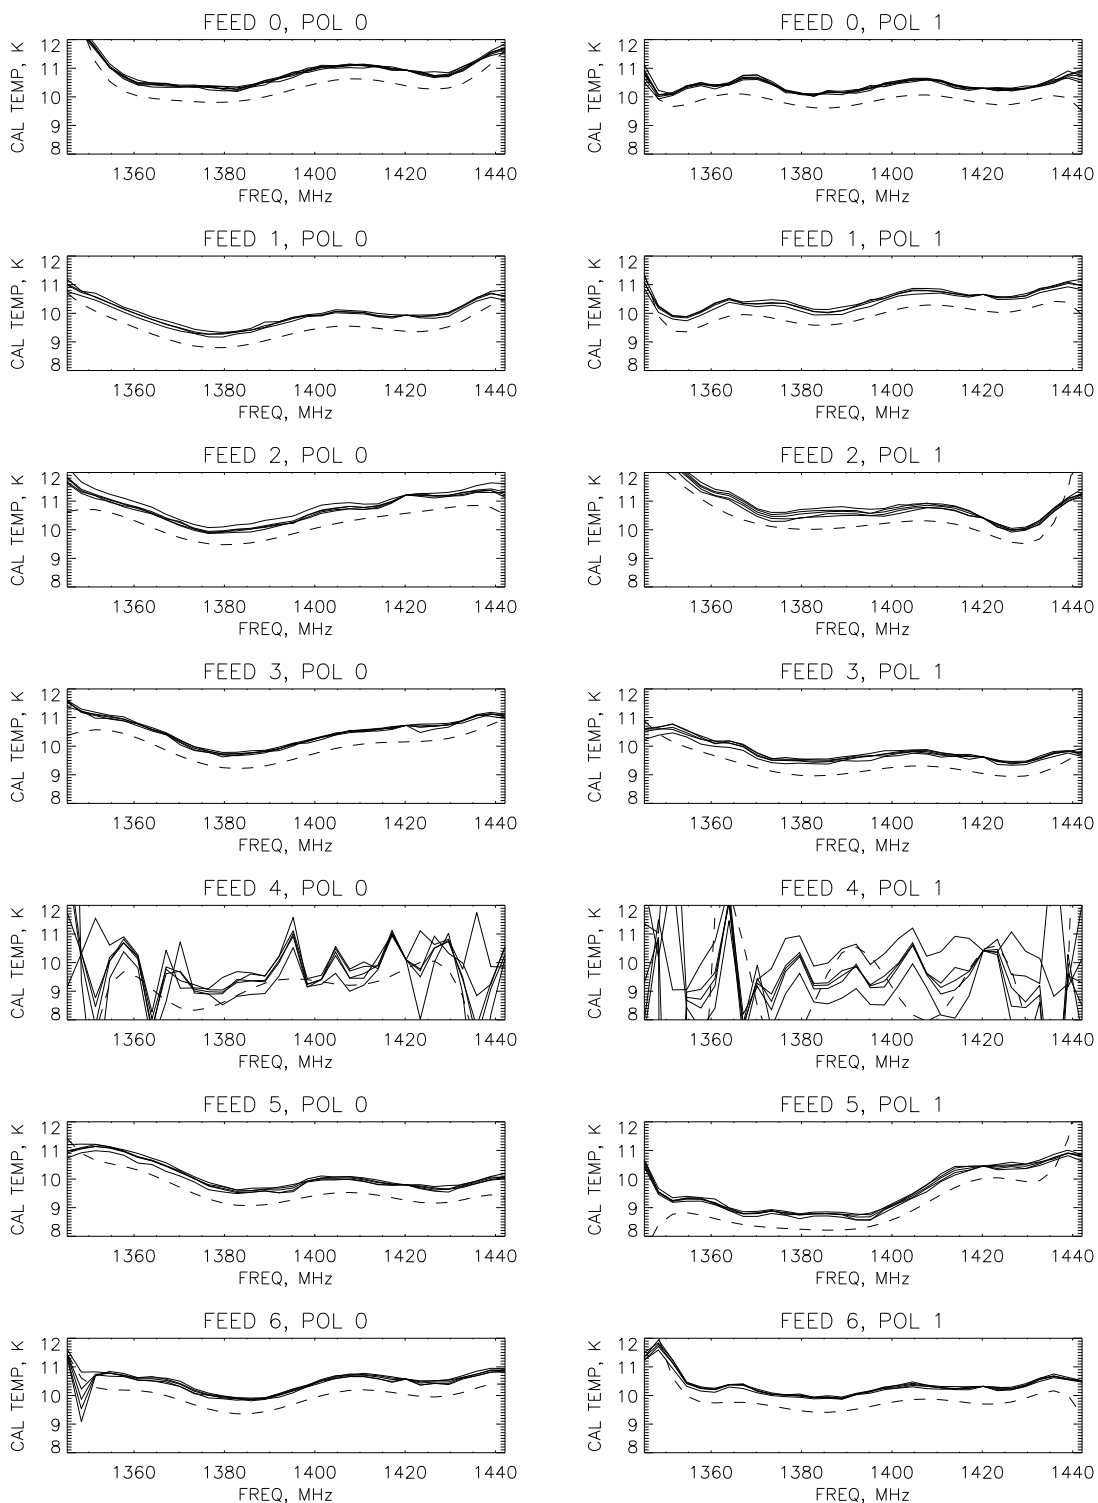 FEED 0, POL 0
CAL TEMP, K
12
11
10
9
8
1360 1380 1400 1420 1440
FREQ, MHz
FEED 0, POL 1
CAL TEMP, K
12
11
10
9
8
1360 1380 1400 1420 1440
FREQ, MHz
FEED 1, POL 0
CAL TEMP, K
12
11
10
9
8
1360 1380 1400 1420 1440
FREQ, MHz
FEED 1, POL 1
CAL TEMP, K
12
11
10
9
8
1360 1380 1400 1420 1440
FREQ, MHz
FEED 2, POL 0
CAL TEMP, K
12
11
10
9
8
1360 1380 1400 1420 1440
FREQ, MHz
FEED 2, POL 1
CAL TEMP, K
12
11
10
9
8
1360 1380 1400 1420 1440
FREQ, MHz
FEED 3, POL 0
CAL TEMP, K
12
11
10
9
8
1360 1380 1400 1420 1440
FREQ, MHz
FEED 3, POL 1
CAL TEMP, K
12
11
10
9
8
1360 1380 1400 1420 1440
FREQ, MHz
FEED 4, POL 0
CAL TEMP, K
12
11
10
9
8
1360 1380 1400 1420 1440
FREQ, MHz
FEED 4, POL 1
CAL TEMP, K
12
11
10
9
8
1360 1380 1400 1420 1440
FREQ, MHz
FEED 5, POL 0
CAL TEMP, K
12
11
10
9
8
1360 1380 1400 1420 1440
FREQ, MHz
FEED 5, POL 1
CAL TEMP, K
12
11
10
9
8
1360 1380 1400 1420 1440
FREQ, MHz
FEED 6, POL 0
CAL TEMP, K
12
11
10
9
8
1360 1380 1400 1420 1440
FREQ, MHz
FEED 6, POL 1
CAL TEMP, K
12
11
10
9
8
1360 1380 1400 1420 1440
FREQ, MHz